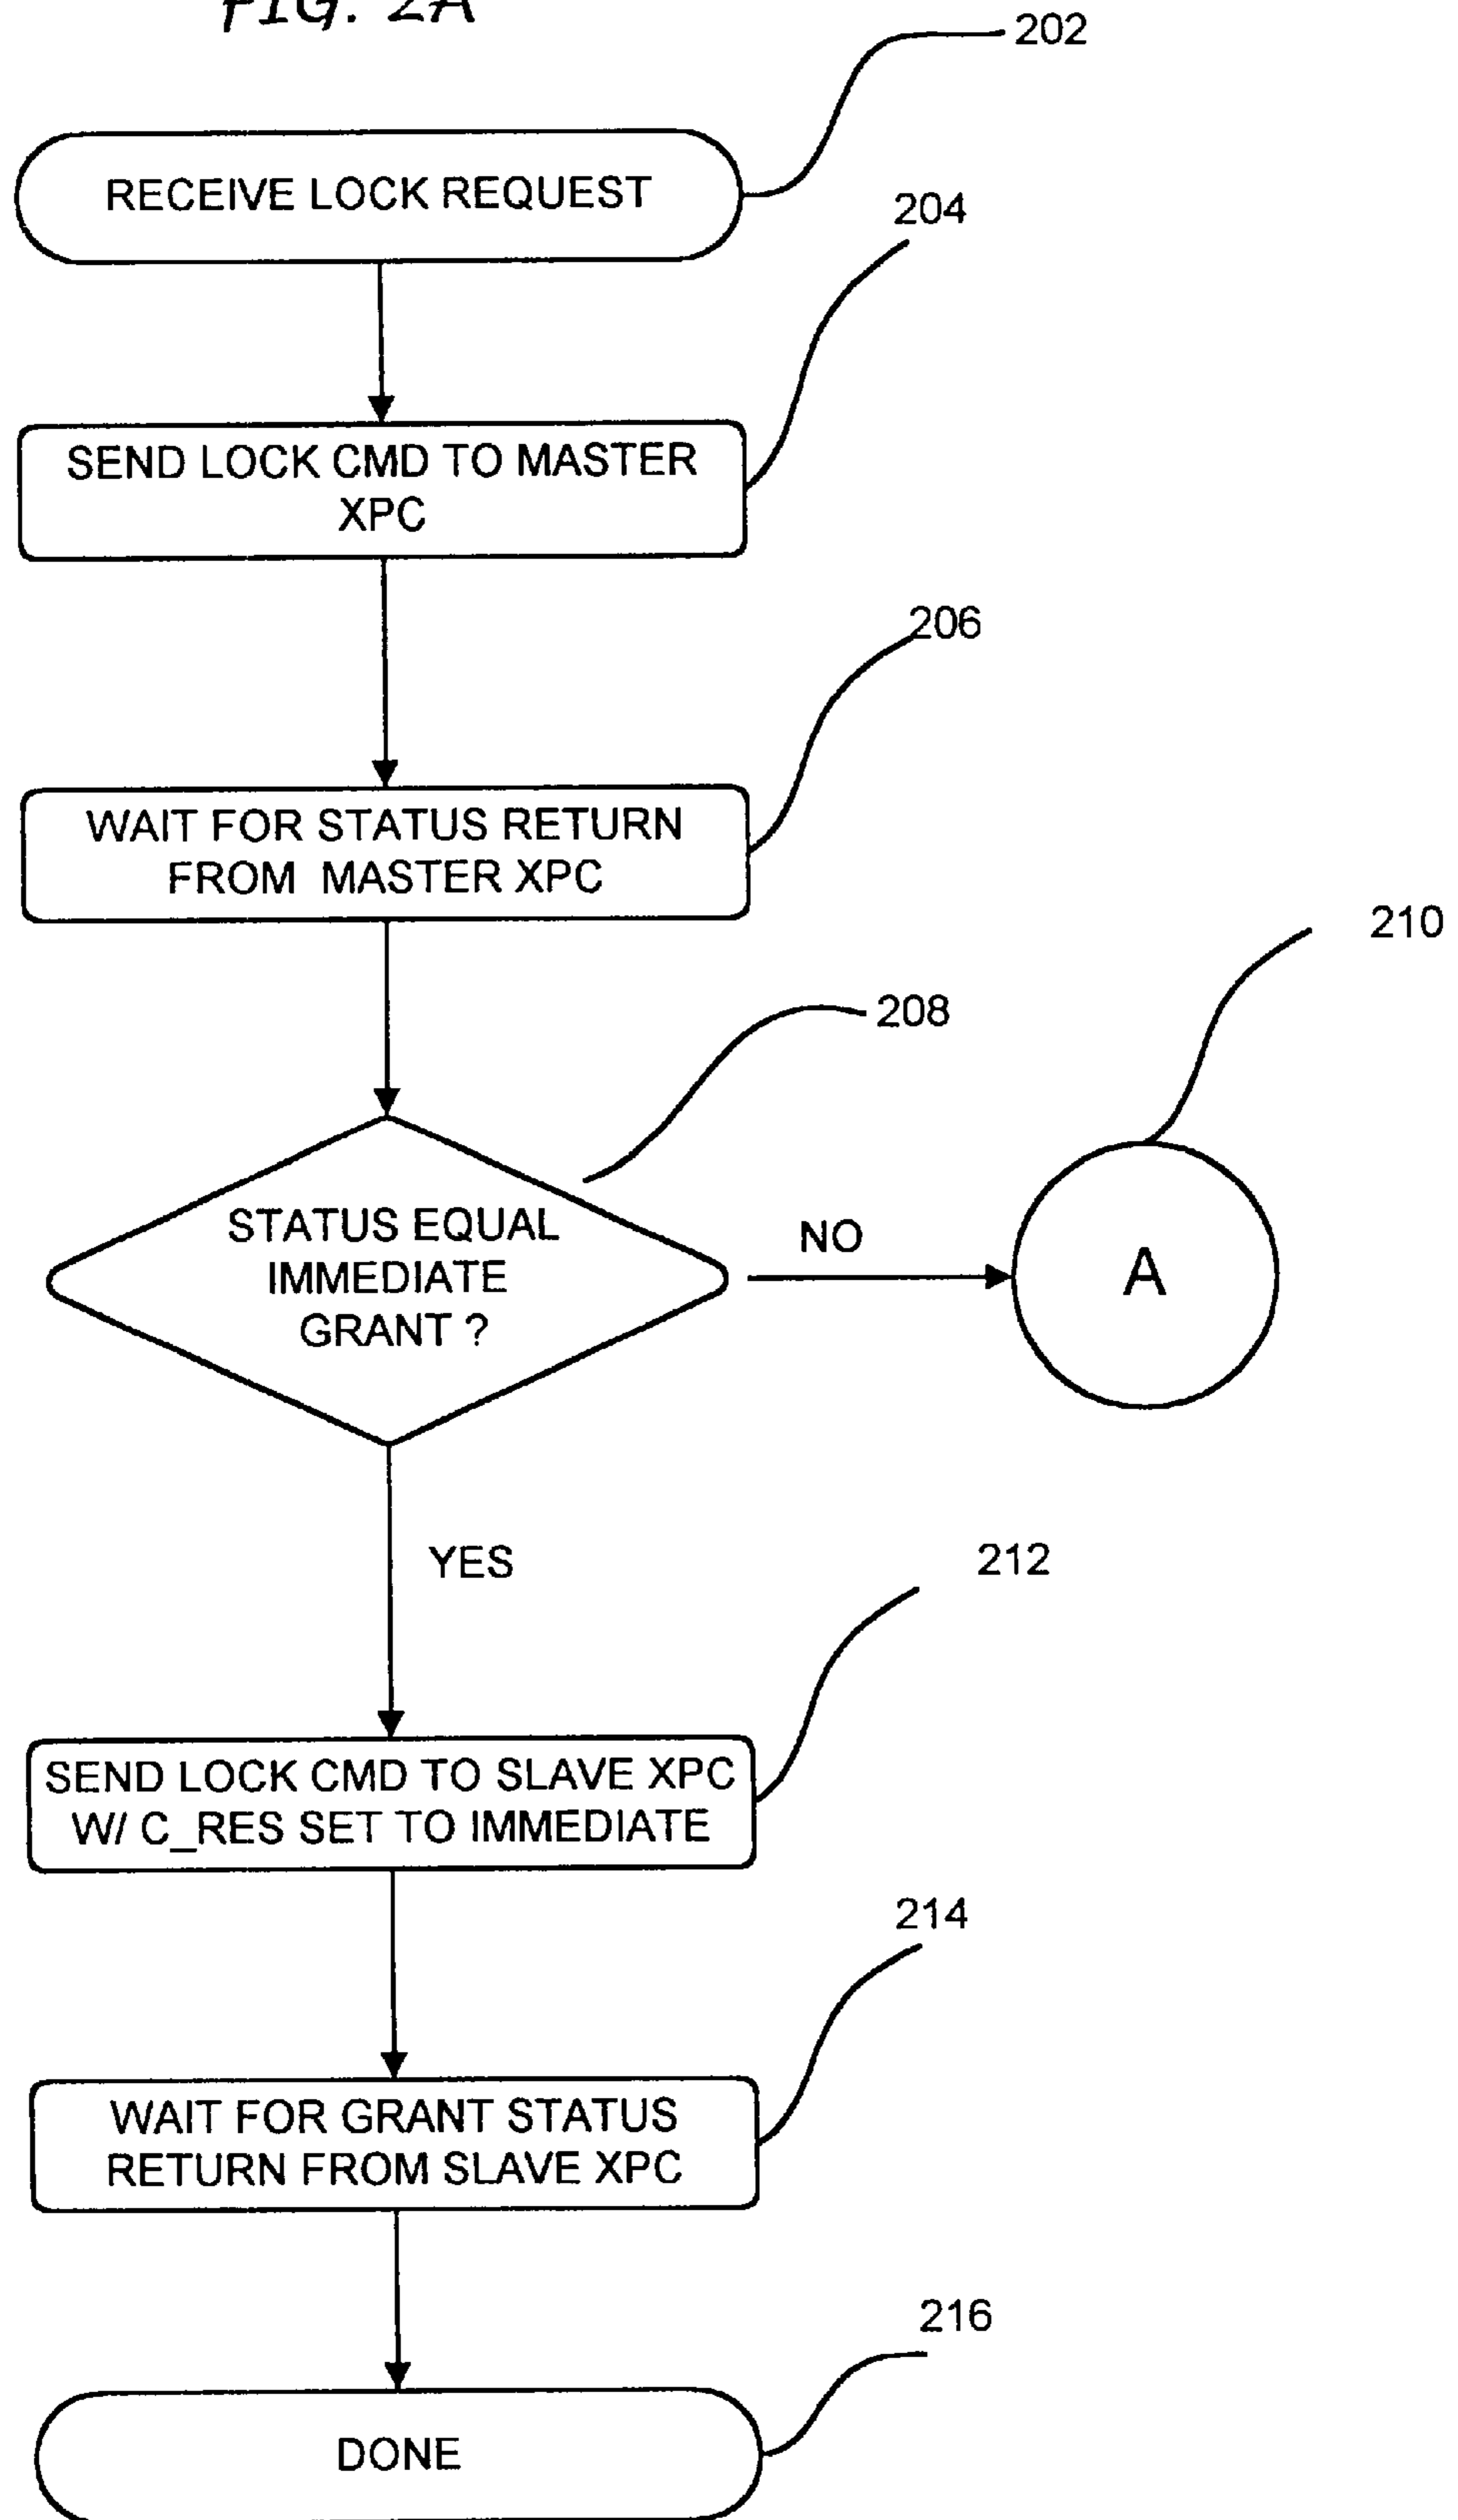 FIG. 2A
202
RECEIVE LOCK REQUEST
204
SEND LOCK CMD TO MASTER
XPC
206
WAIT FOR STATUS RETURN
FROM MASTER XPC
210
208
STATUS EQUAL
IMMEDIATE
GRANT ?
NO
A
YES
212
SEND LOCK CMD TO SLAVE XPC
W/ C_RES SET TO IMMEDIATE
214
WAIT FOR GRANT STATUS
RETURN FROM SLAVE XPC
216
DONE